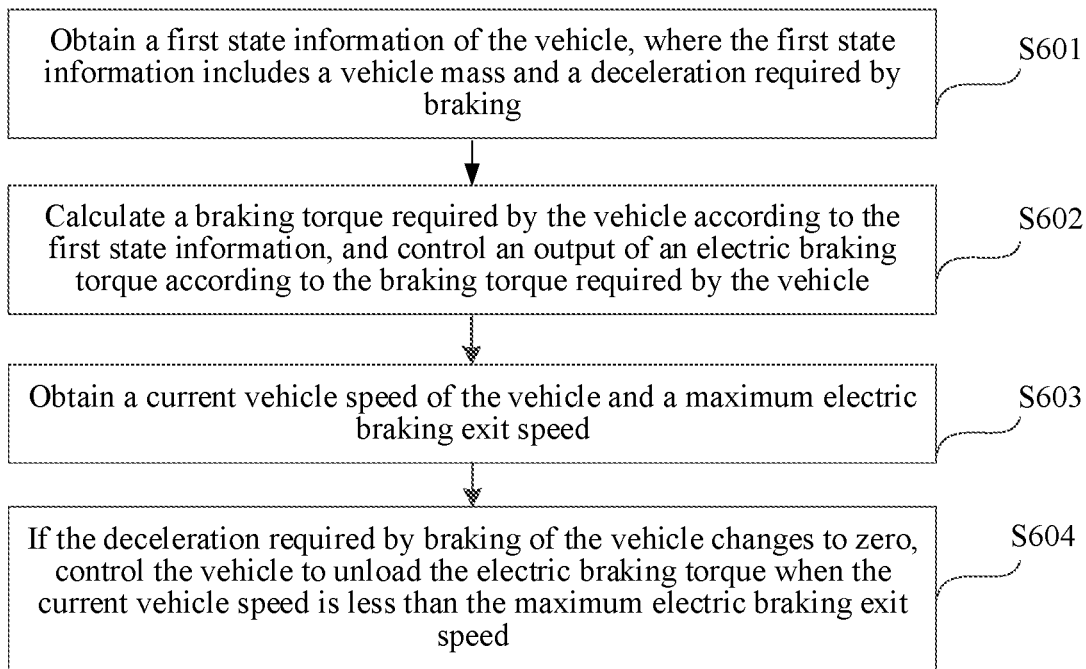 Obtain a first state information of the vehicle, where the first state
information includes a vehicle mass and a deceleration required by
braking
S601
Calculate a braking torque required by the vehicle according to the
first state information, and control an output of an electric braking
torque according to the braking torque required by the vehicle
S602
Obtain a current vehicle speed of the vehicle and a maximum electric
braking exit speed
S603
If the deceleration required by braking of the vehicle changes to zero,
control the vehicle to unload the electric braking torque when the
current vehicle speed is less than the maximum electric braking exit
speed
S604